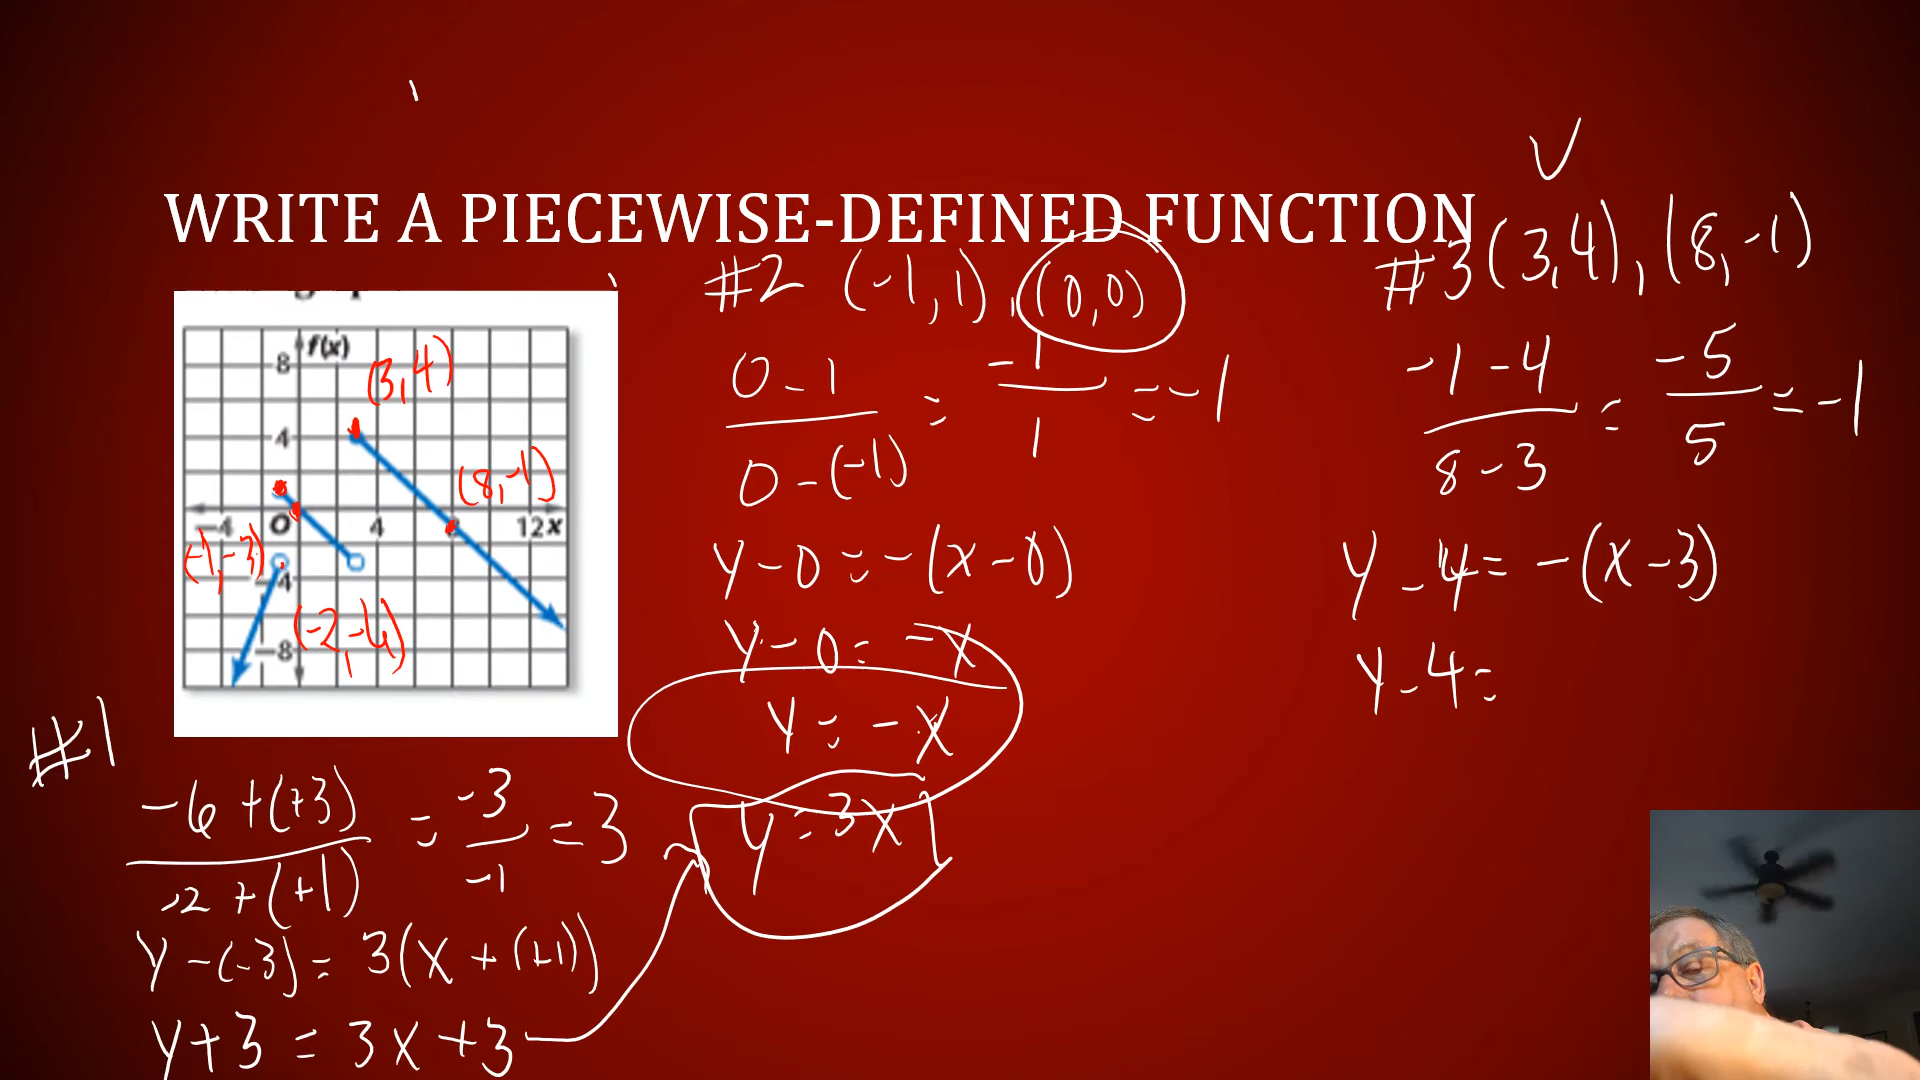 WRITE A PIECEWISE-DEFINED FUNCTION
f(x)
8
4
-4 O 4 12 x
4
-8
(3,4)
(8,-1)
(-1,-3)
(-2,-6)
#1
-6 +(+3) / -2 + (+1) = -3 / -1 = 3
y -(-3) = 3(x + (+1))
y+3 = 3x +3
y = 3x
#2 (-1,1), (0,0)
0 - 1 / 0 - (-1) = -1 / 1 = -1
y - 0 = -(x - 0)
y - 0 = -x
y = -x
#3 (3,4), (8,-1)
-1 - 4 / 8 - 3 = -5 / 5 = -1
y - 4 = -(x - 3)
y - 4 =